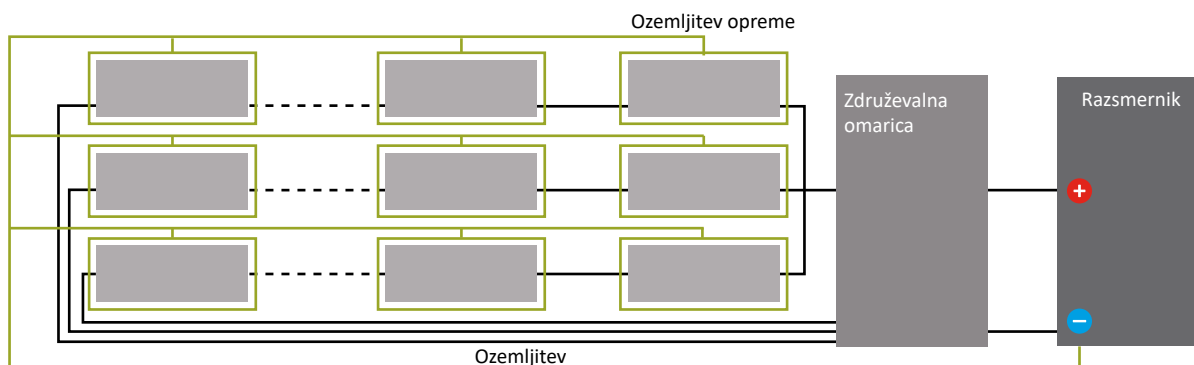 Ozemljitev opreme
Združevalna
omarica
Razsmernik
+
−
Ozemljitev